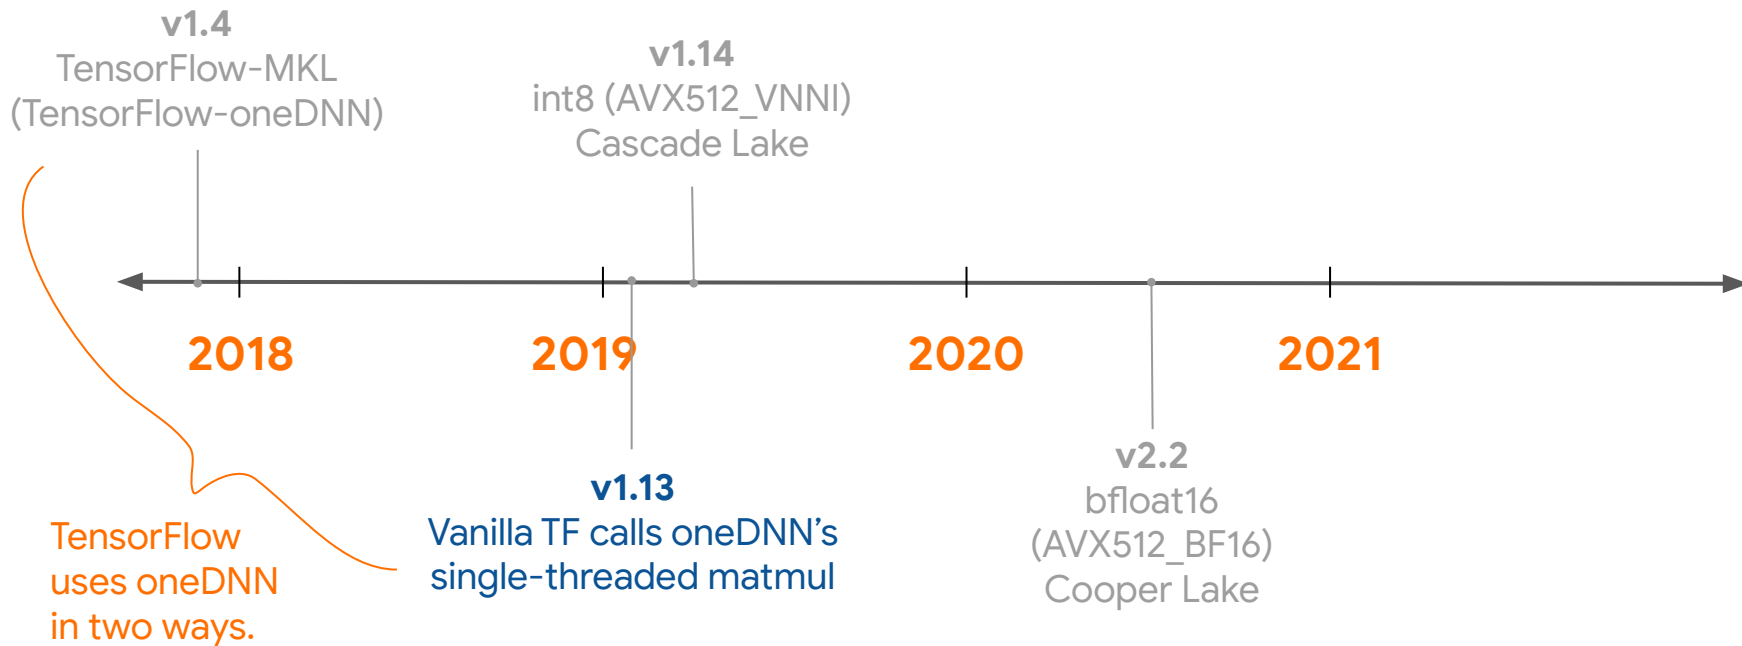 v1.4
TensorFlow-MKL
(TensorFlow-oneDNN)
v1.14
int8 (AVX512_VNNI)
Cascade Lake
2018
2019
2020
2021
v1.13
Vanilla TF calls oneDNN’s
single-threaded matmul
v2.2
bfloat16
(AVX512_BF16)
Cooper Lake
TensorFlow
uses oneDNN
in two ways.